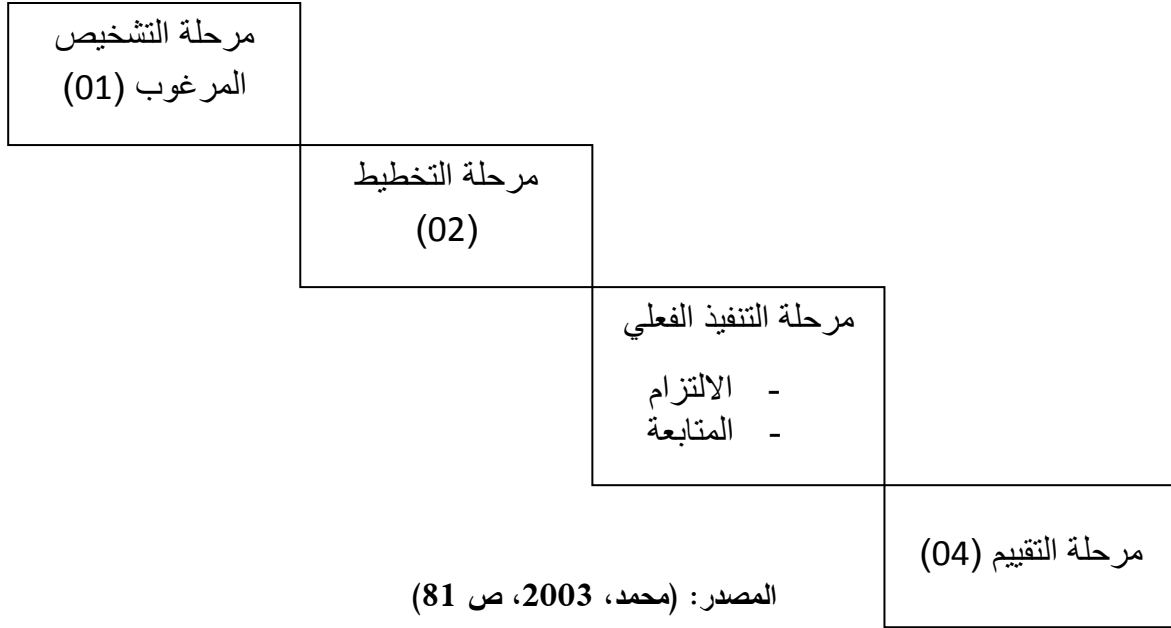 مرحلة التشخيص
المرغوب (01)
مرحلة التخطيط
(02)
مرحلة التنفيذ الفعلي
- الالتزام
- المتابعة
مرحلة التقييم (04)
المصدر: (محمد، 2003، ص 81)